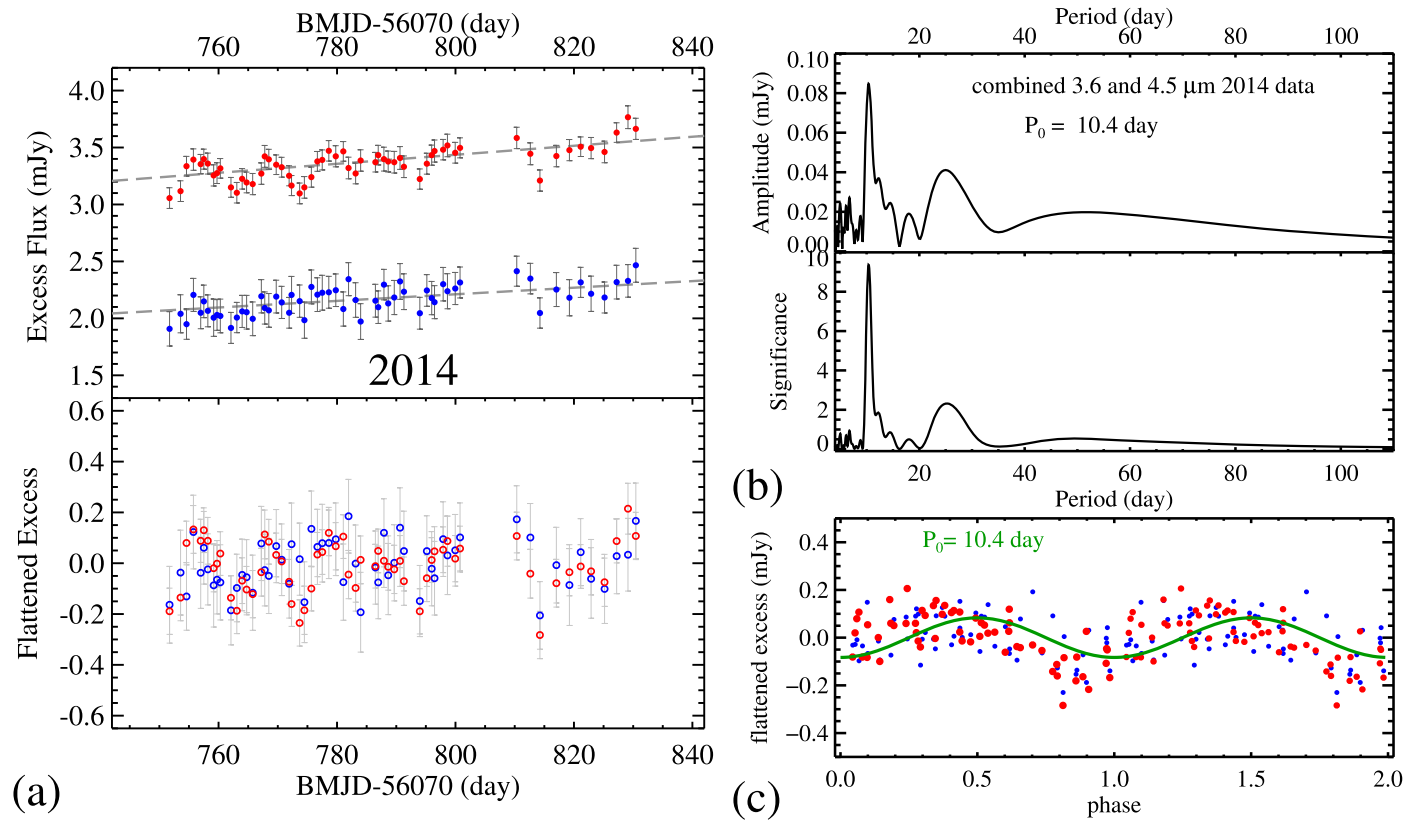 BMJD-56070 (day)
760 780 800 820 840
4.0
3.5
3.0
2.5
2.0
1.5
Excess Flux (mJy)
2014
0.6
0.4
0.2
0.0
-0.2
-0.4
-0.6
Flattened Excess
760 780 800 820 840
BMJD-56070 (day)
(a)
Period (day)
20 40 60 80 100
0.10
0.08
0.06
0.04
0.02
0.00
Amplitude (mJy)
combined 3.6 and 4.5 μm 2014 data
P₀ = 10.4 day
10
8
6
4
2
0
Significance
20 40 60 80 100
Period (day)
(b)
0.4
0.2
0.0
−0.2
−0.4
flattened excess (mJy)
P₀= 10.4 day
0.0 0.5 1.0 1.5 2.0
phase
(c)